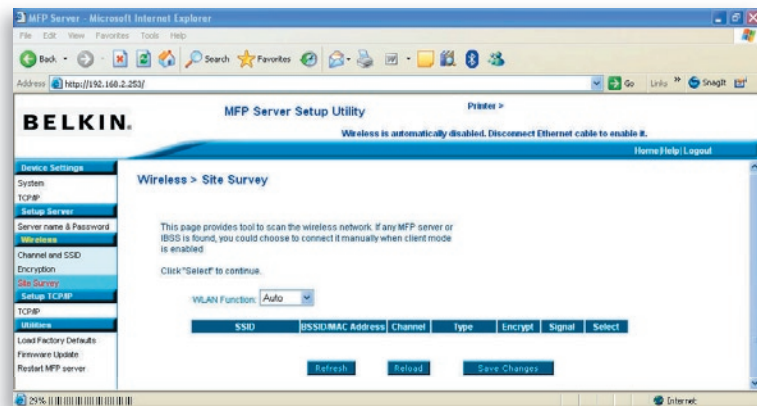 MFP Server - Microsoft Internet Explorer
File Edit View Favorites Tools Help
Back Search Favorites
Address http://192.168.2.253/ Go Links » SnagIt
BELKIN.
MFP Server Setup Utility
Printer >
Wireless is automatically disabled. Disconnect Ethernet cable to enable it.
Home|Help|Logout
Device Settings
System
TCP/IP
Setup Server
Server name & Password
Wireless
Channel and SSID
Encryption
Site Survey
Setup TCP/IP
TCP/IP
Utilities
Load Factory Defaults
Firmware Update
Restart MFP server
Wireless > Site Survey
This page provides tool to scan the wireless network. If any MFP server or
IBSS is found, you could choose to connect it manually when client mode
is enabled
Click "Select" to continue.
WLAN Function: Auto
SSID BSSID/MAC Address Channel Type Encrypt Signal Select
Refresh Reload Save Changes
29% Internet